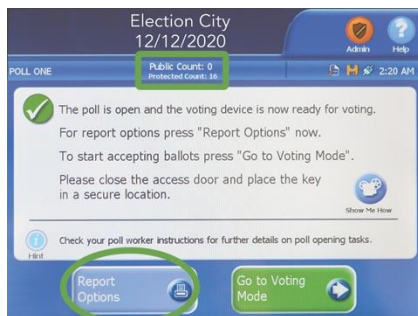 Election City
12/12/2020
Admin
Help
POLL ONE
Public Count: 0
Protected Count: 16
2:20 AM
The poll is open and the voting device is now ready for voting.
For report options press "Report Options" now.
To start accepting ballots press "Go to Voting Mode".
Please close the access door and place the key
in a secure location.
Show Me How
Hint
Check your poll worker instructions for further details on poll opening tasks.
Report
Options
Go to Voting
Mode